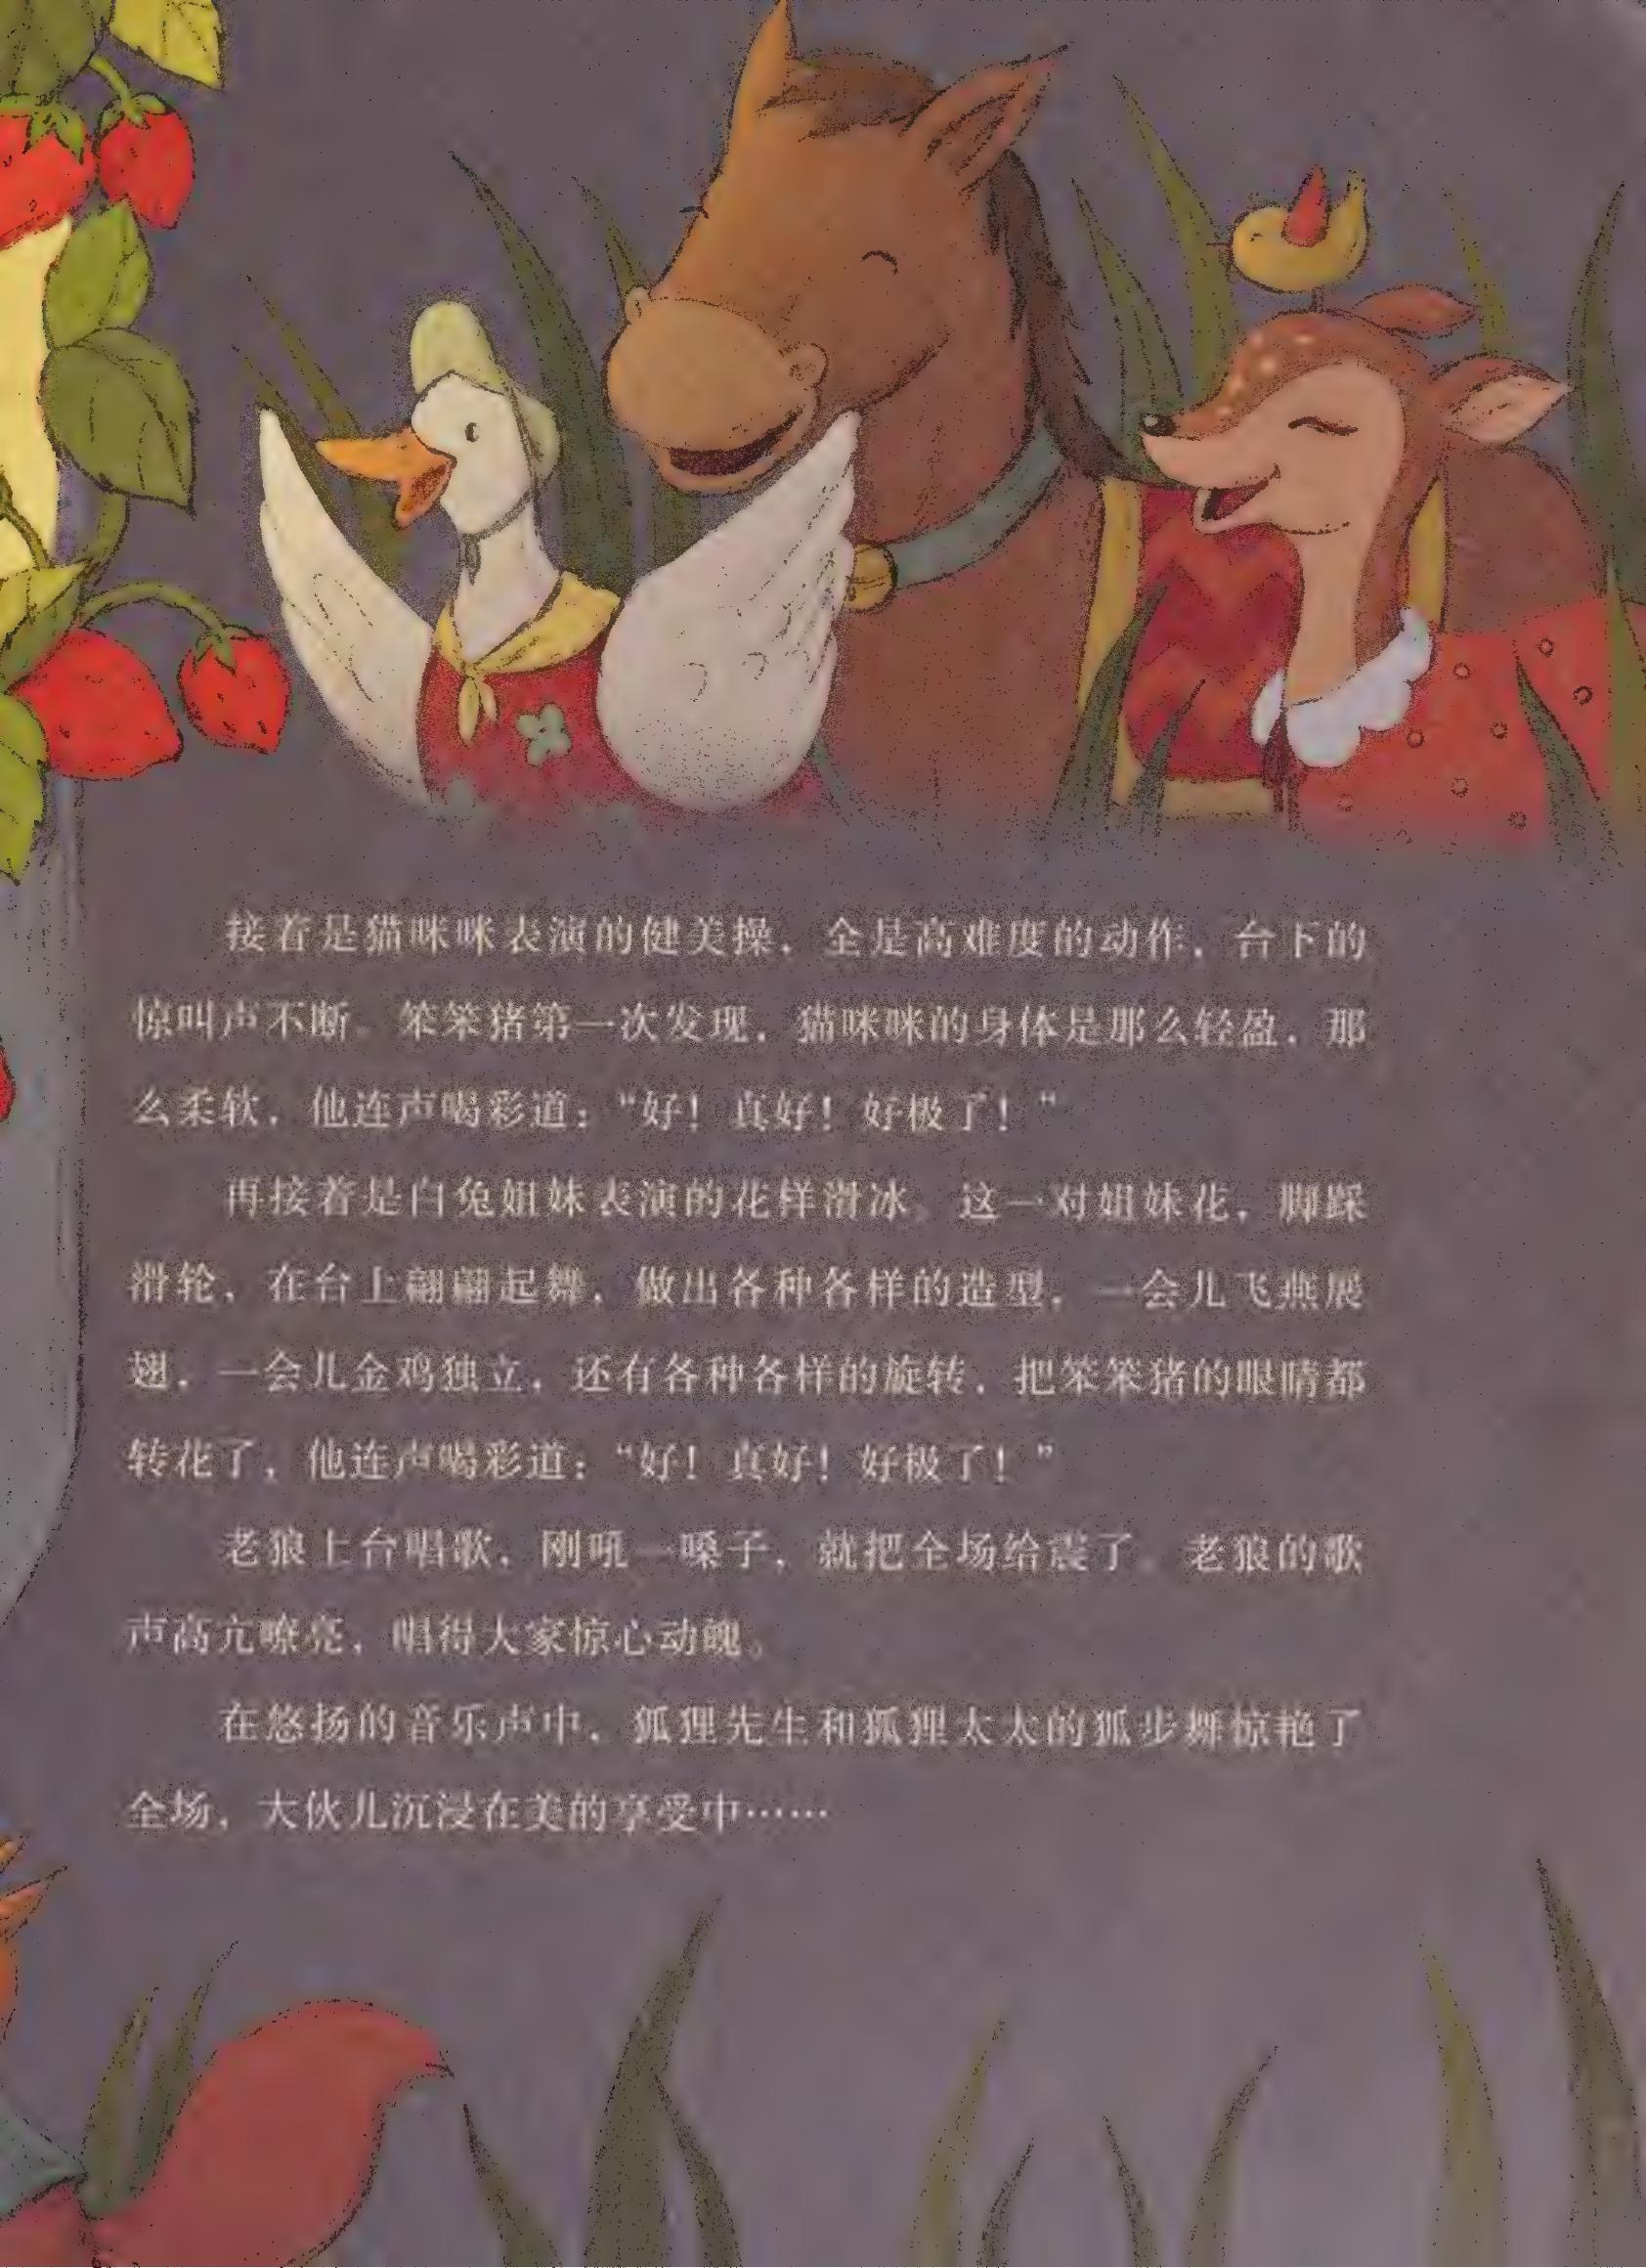 接着是猫咪咪表演的健美操，全是高难度的动作，台下的
惊叫声不断。笨笨猪第一次发现，猫咪咪的身体是那么轻盈，那
么柔软，他连声喝彩道：“好！真好！好极了！”
再接着是白兔姐妹表演的花样滑冰。这一对姐妹花，脚踩
滑轮，在台上翩翩起舞，做出各种各样的造型，一会儿飞燕展
翅，一会儿金鸡独立，还有各种各样的旋转，把笨笨猪的眼睛都
转花了，他连声喝彩道：“好！真好！好极了！”
老狼上台唱歌，刚吼一嗓子，就把全场给震了。老狼的歌
声高亢嘹亮，唱得大家惊心动魄。
在悠扬的音乐声中，狐狸先生和狐狸太太的狐步舞惊艳了
全场，大伙儿沉浸在美的享受中……